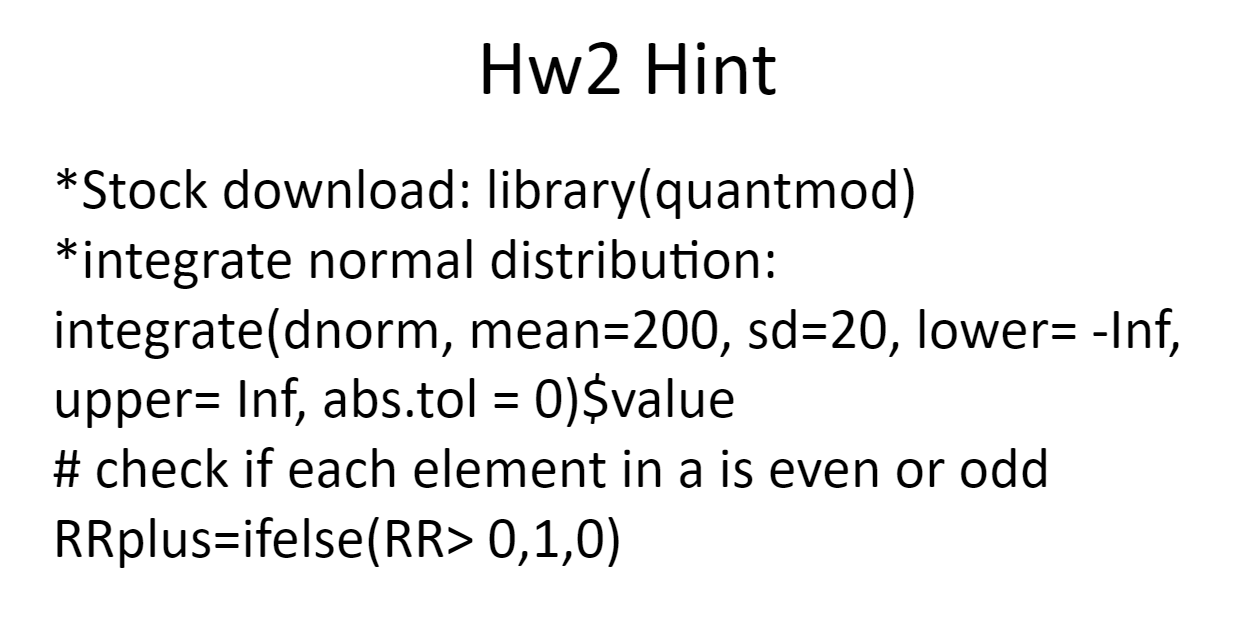 Hw2 Hint
*Stock download: library(quantmod)
*integrate normal distribution:
integrate(dnorm, mean=200, sd=20, lower= -Inf,
upper= Inf, abs.tol = 0)$value
# check if each element in a is even or odd
RRplus=ifelse(RR> 0,1,0)